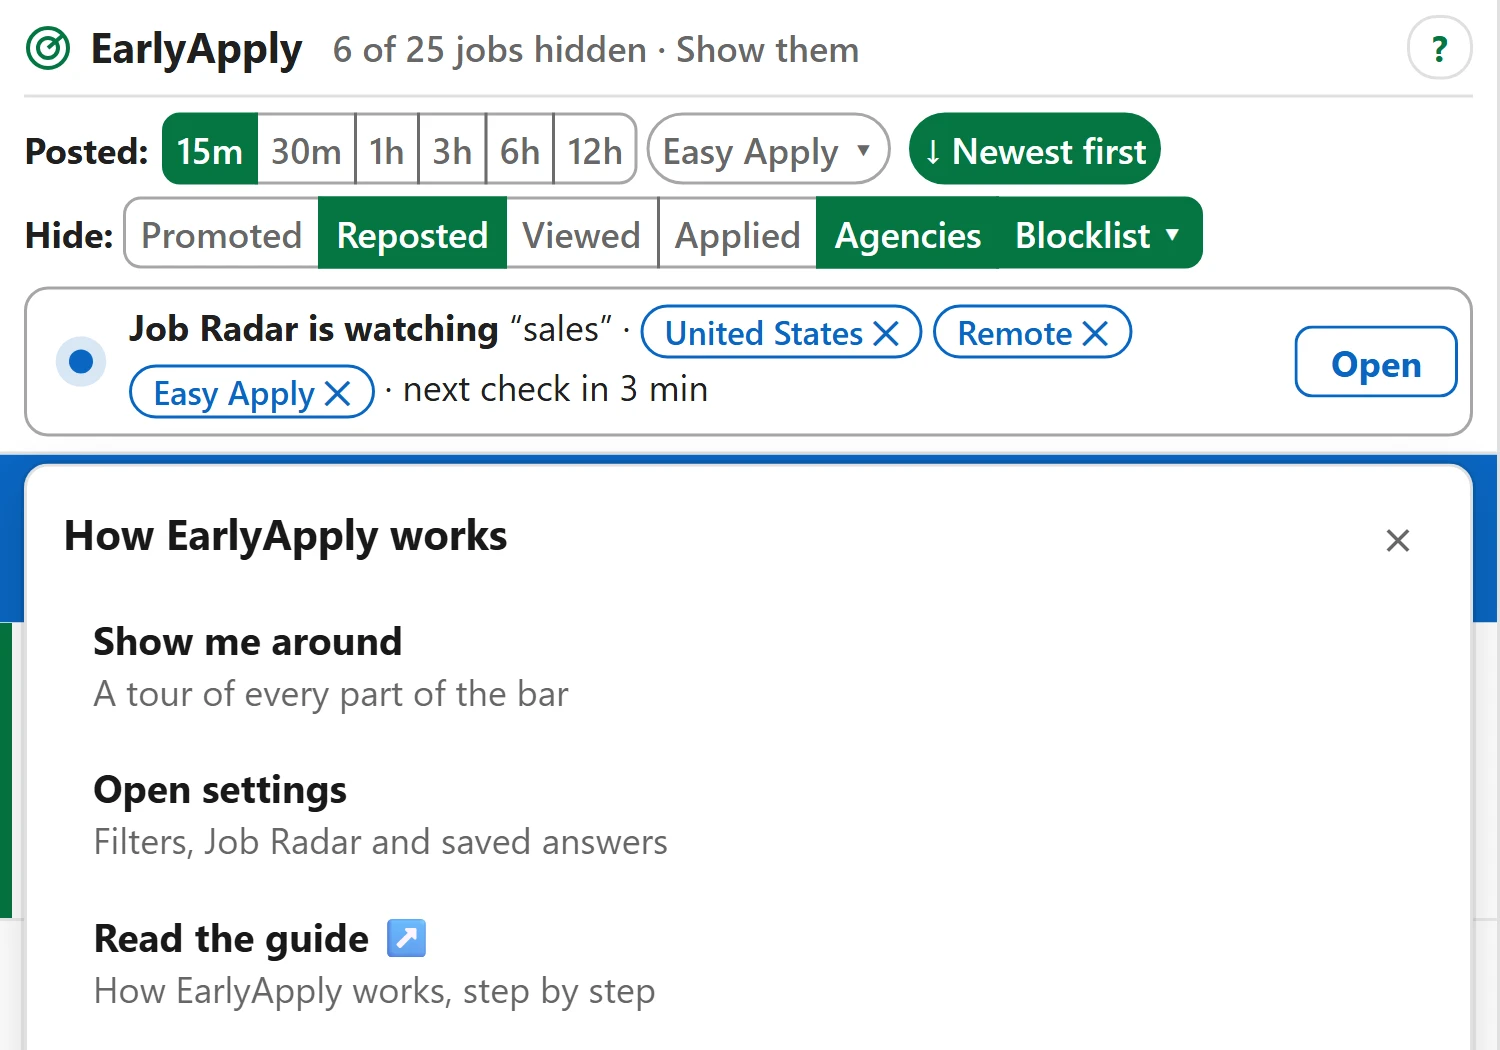 EarlyApply 6 of 25 jobs hidden · Show them ?
Posted: 15m 30m 1h 3h 6h 12h Easy Apply ▼ ↓ Newest first
Hide: Promoted Reposted Viewed Applied Agencies Blocklist ▼
Job Radar is watching “sales” · United States ✕ Remote ✕
Easy Apply ✕ · next check in 3 min
Open
How EarlyApply works ✕
Show me around
A tour of every part of the bar
Open settings
Filters, Job Radar and saved answers
Read the guide ↗
How EarlyApply works, step by step